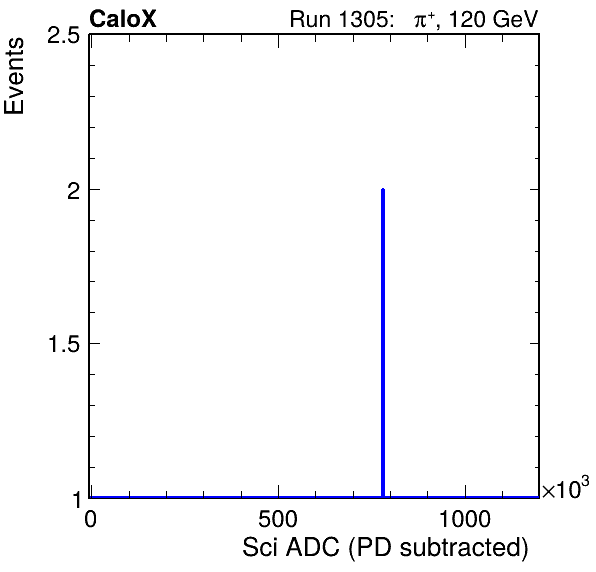 CaloX Run 1305: π⁺, 120 GeV
Events
2.5
2
1.5
1
0 500 1000
×10³
Sci ADC (PD subtracted)